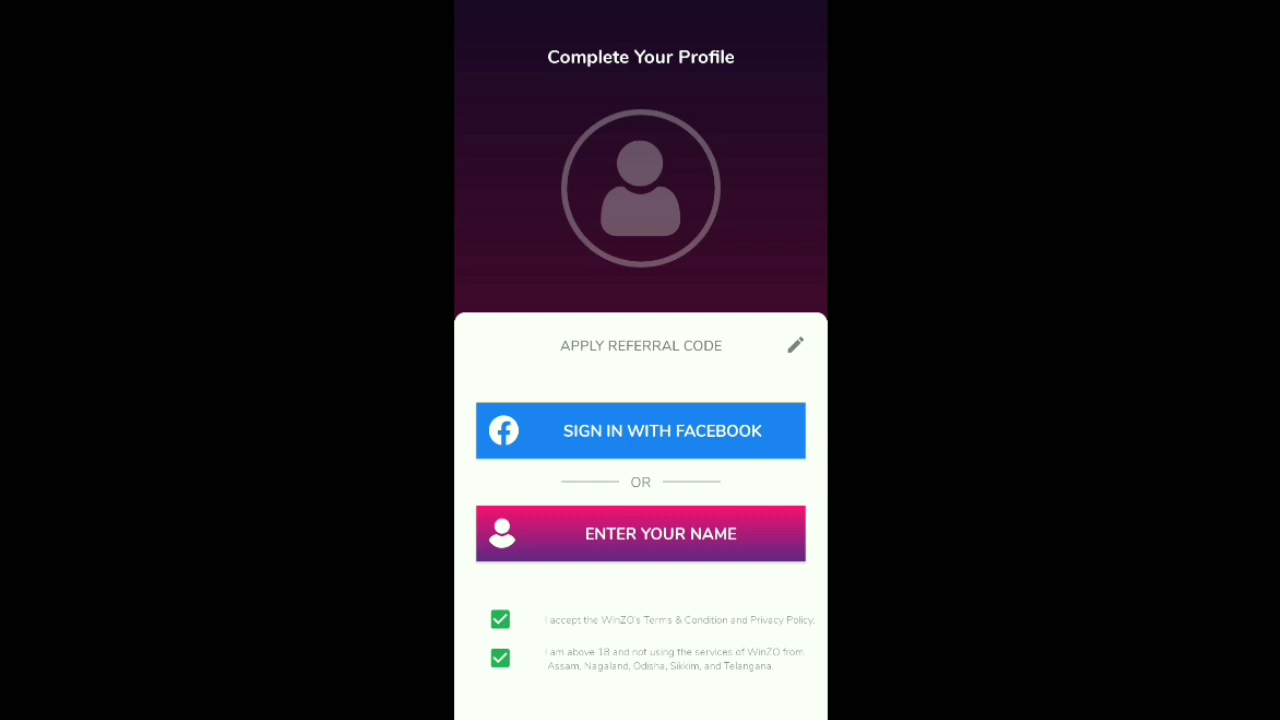 Complete Your Profile
APPLY REFERRAL CODE
SIGN IN WITH FACEBOOK
OR
ENTER YOUR NAME
I accept the WinZO's Terms & Condition and Privacy Policy.
I am above 18 and not using the services of WinZO from
Assam, Nagaland, Odisha, Sikkim, and Telangana.